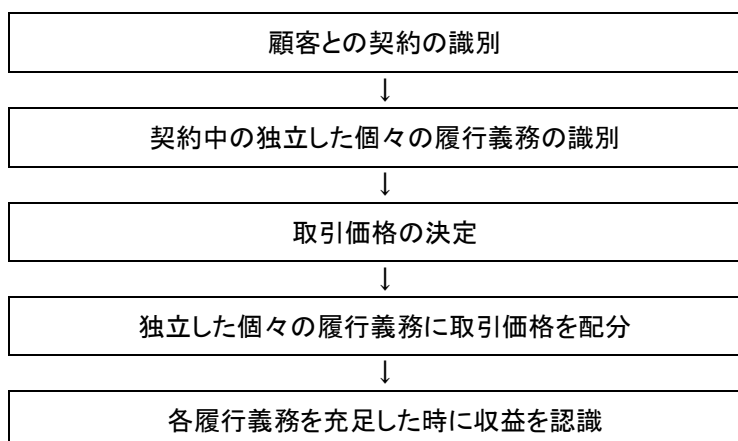 顧客との契約の識別
↓
契約中の独立した個々の履行義務の識別
↓
取引価格の決定
↓
独立した個々の履行義務に取引価格を配分
↓
各履行義務を充足した時に収益を認識